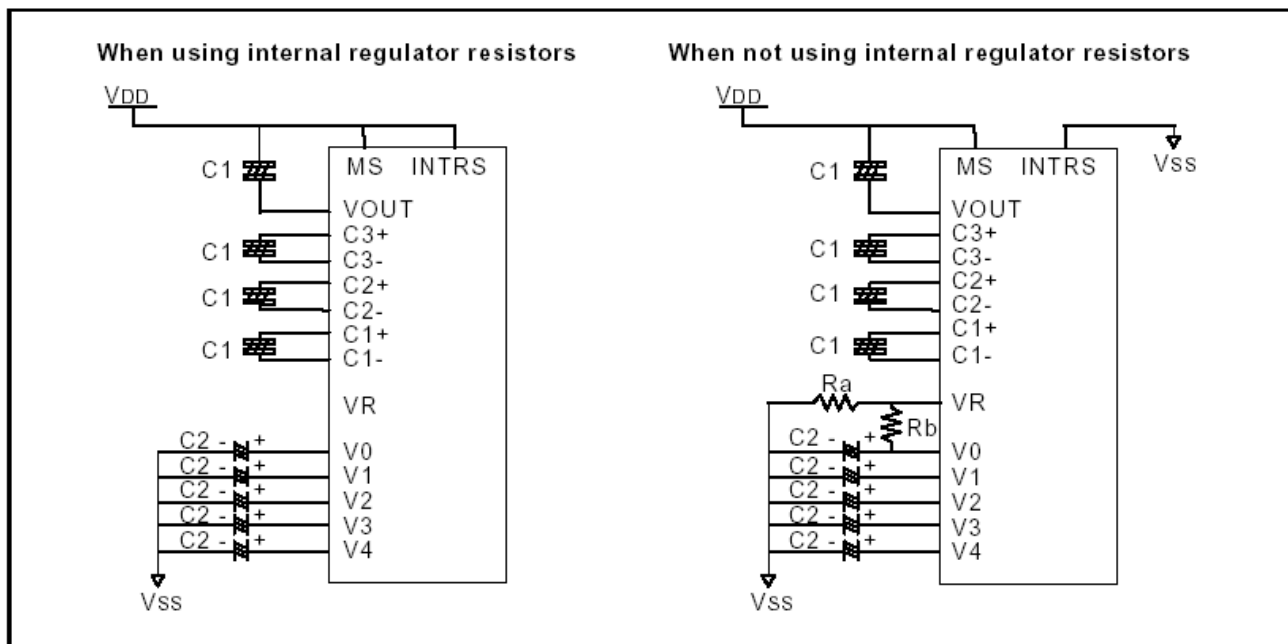 When using internal regulator resistors
VDD
C1
MS INTRS
VOUT
C1
C3+
C3-
C1
C2+
C2-
C1
C1+
C1-
VR
C2 - + V0
C2 - + V1
C2 - + V2
C2 - + V3
C2 - + V4
VSS
When not using internal regulator resistors
VDD
C1
MS INTRS
VSS
VOUT
C1
C3+
C3-
C1
C2+
C2-
C1
C1+
C1-
Ra
VR
Rb
C2 - + V0
C2 - + V1
C2 - + V2
C2 - + V3
C2 - + V4
VSS